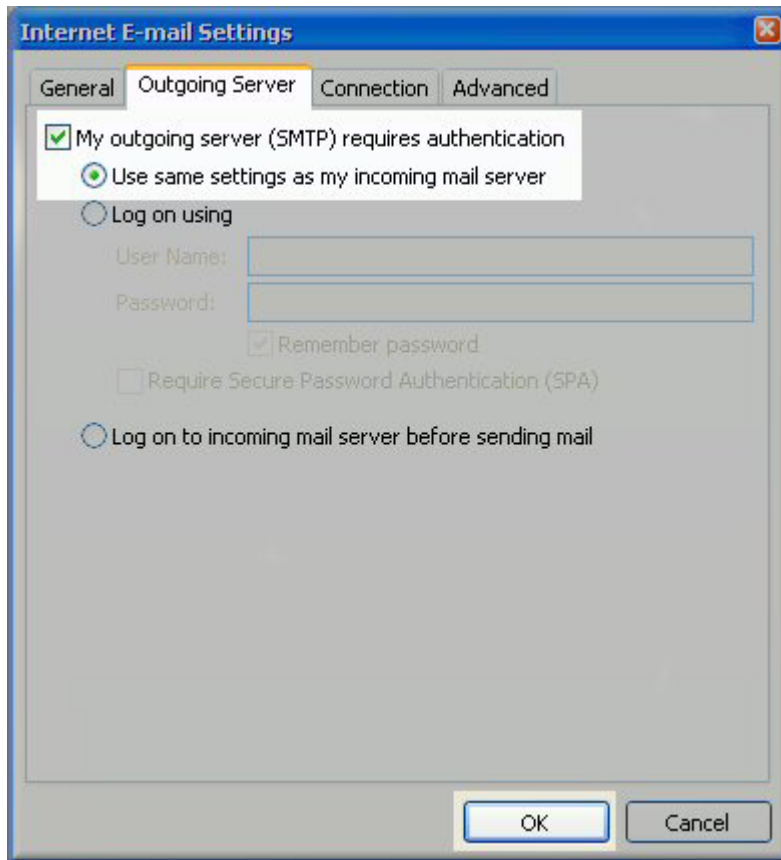 Internet E-mail Settings
General Outgoing Server Connection Advanced
My outgoing server (SMTP) requires authentication
Use same settings as my incoming mail server
Log on using
User Name:
Password:
Remember password
Require Secure Password Authentication (SPA)
Log on to incoming mail server before sending mail
OK Cancel